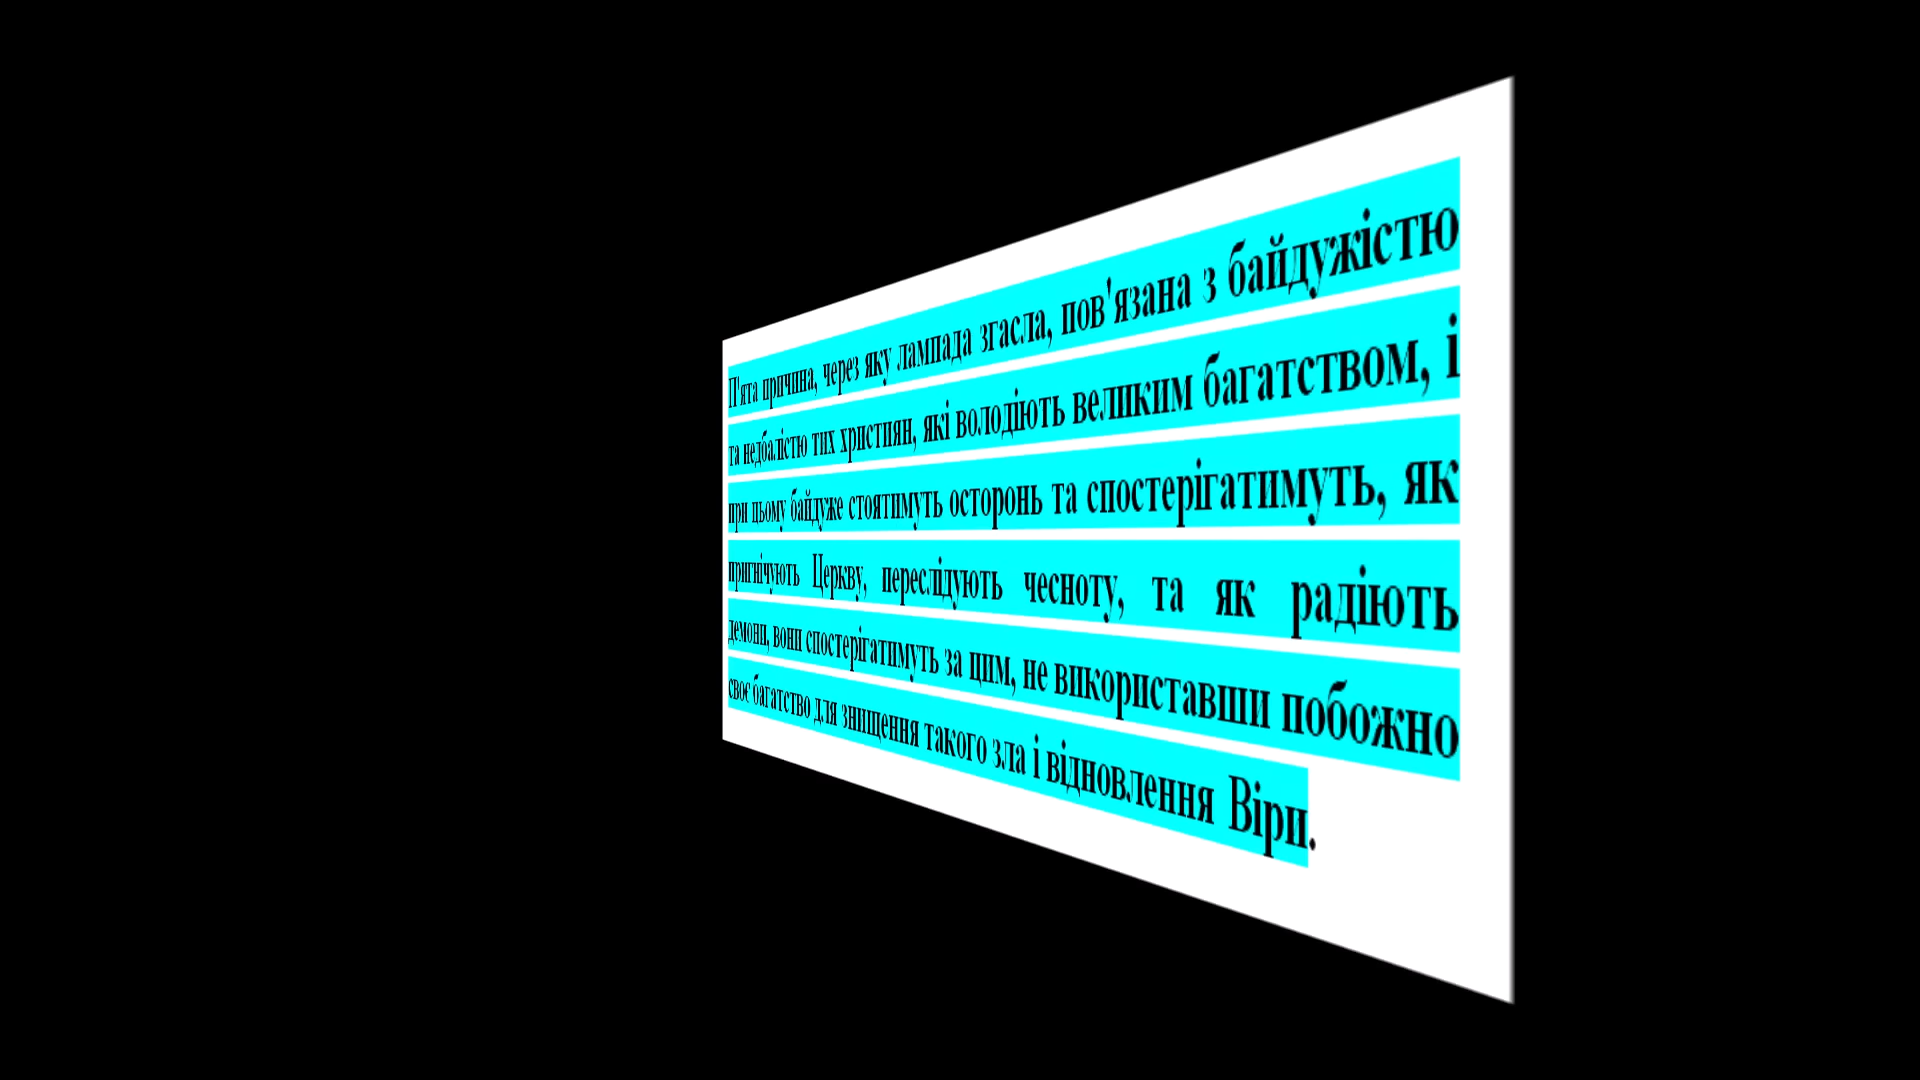 П'ята причина, через яку лампада згасла, пов'язана з байдужістю
та недбалістю тих християн, які володіють великим багатством, і
при цьому байдуже стоятимуть осторонь та спостерігатимуть, як
пригнічують Церкву, переслідують чесноту, та як радіють
демони, вони спостерігатимуть за цим, не використавши побожно
своє багатство для знищення такого зла і відновлення Віри.